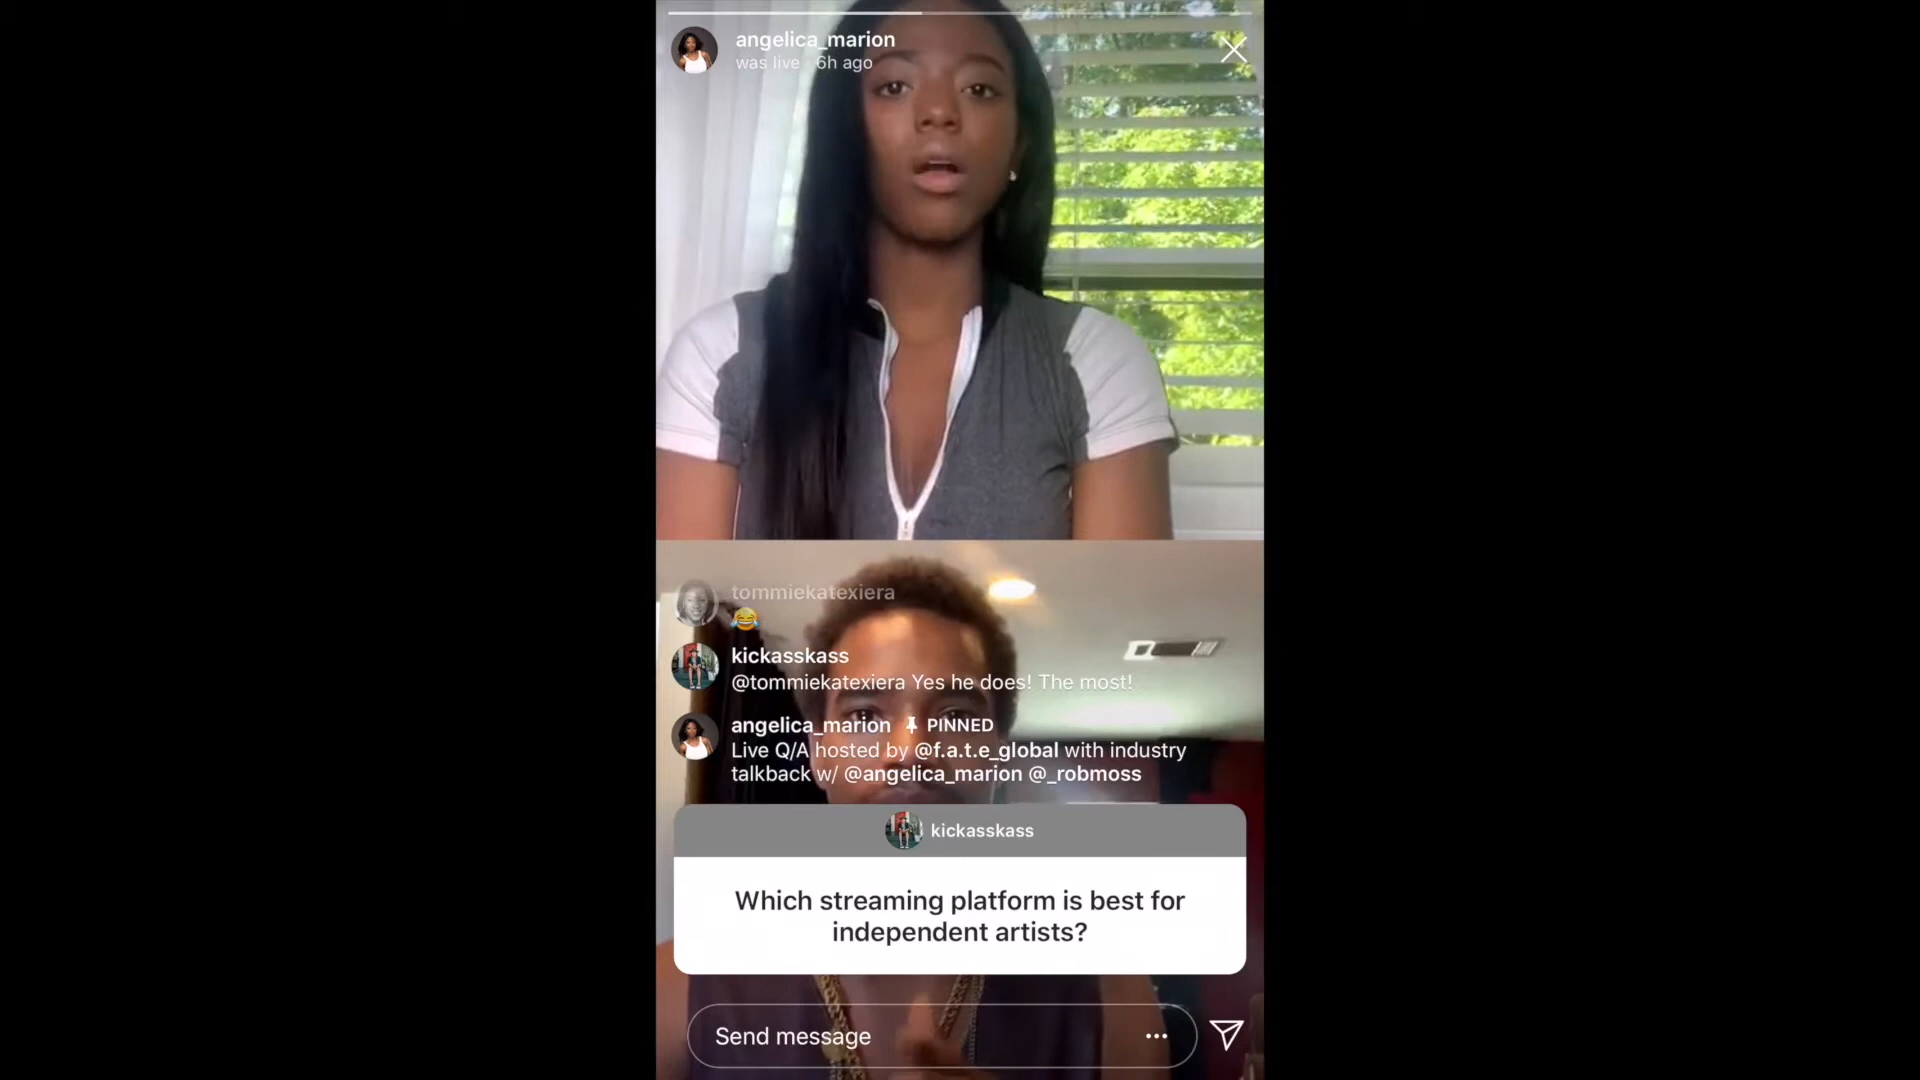 angelica_marion
was live · 6h ago
tommiekatexiera
😂
kickasskass
@tommiekatexiera Yes he does! The most!
angelica_marion PINNED
Live Q/A hosted by @f.a.t.e_global with industry
talkback w/ @angelica_marion @_robmoss
kickasskass
Which streaming platform is best for
independent artists?
Send message